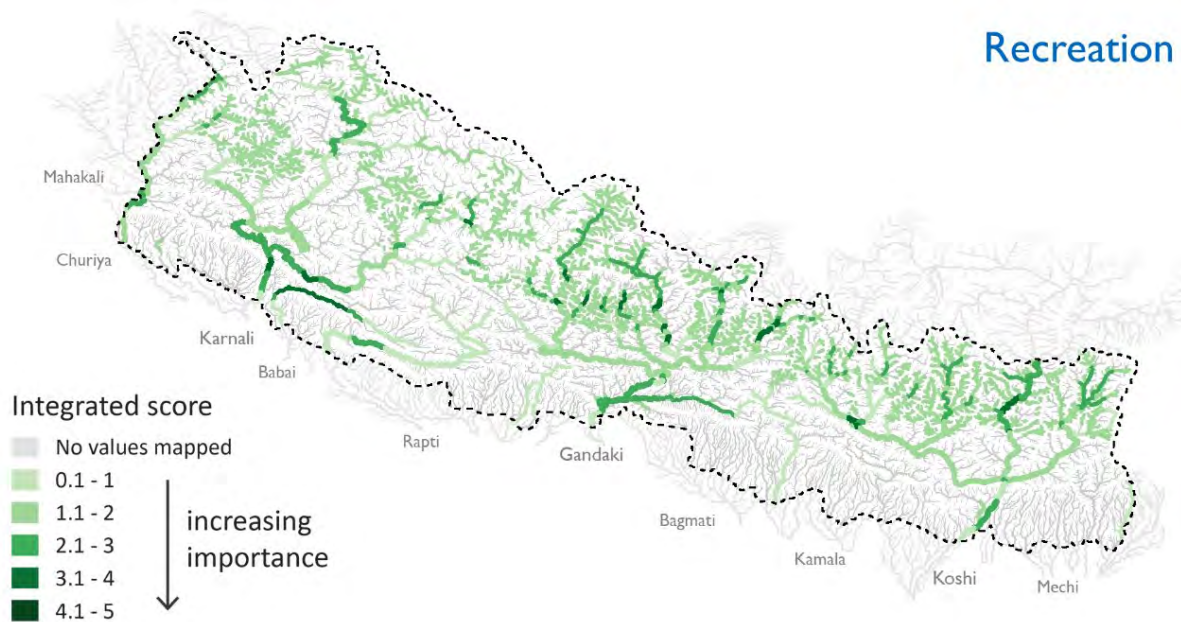 Recreation
Mahakali
Churiya
Karnali
Babai
Rapti
Gandaki
Bagmati
Kamala
Koshi
Mechi
Integrated score
No values mapped
0.1 - 1
1.1 - 2
2.1 - 3
3.1 - 4
4.1 - 5
increasing
importance